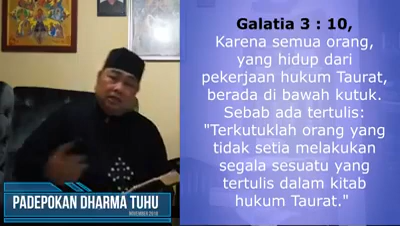 Galatia 3 : 10,
Karena semua orang,
yang hidup dari
pekerjaan hukum Taurat,
berada di bawah kutuk.
Sebab ada tertulis:
"Terkutuklah orang yang
tidak setia melakukan
segala sesuatu yang
tertulis dalam kitab
hukum Taurat."
PADEPOKAN DHARMA TUHU
NOVEMBER 2018